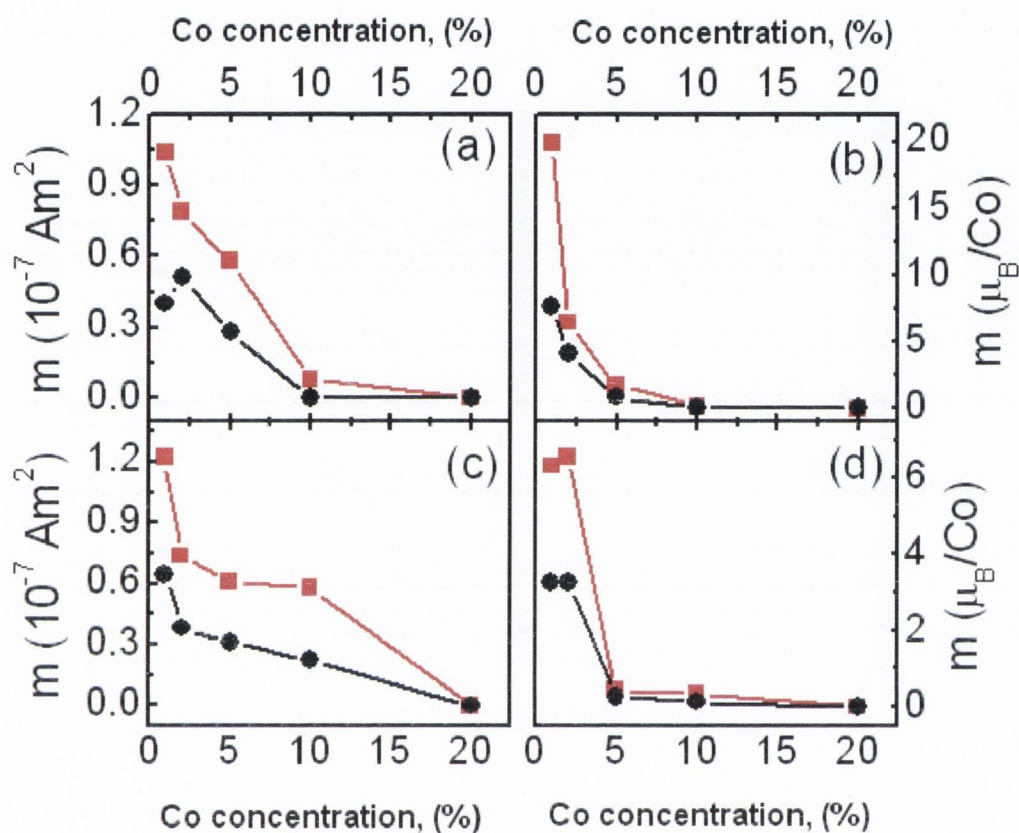 Co concentration, (%)
Co concentration, (%)
0 5 10 15 20
0 5 10 15 20
1.2
0.9
0.6
0.3
0.0
m (10⁻⁷ Am²)
(a)
(b)
20
15
10
5
0
m (μ_B/Co)
1.2
0.9
0.6
0.3
0.0
m (10⁻⁷ Am²)
(c)
(d)
6
4
2
0
m (μ_B/Co)
0 5 10 15 20
0 5 10 15 20
Co concentration, (%)
Co concentration, (%)